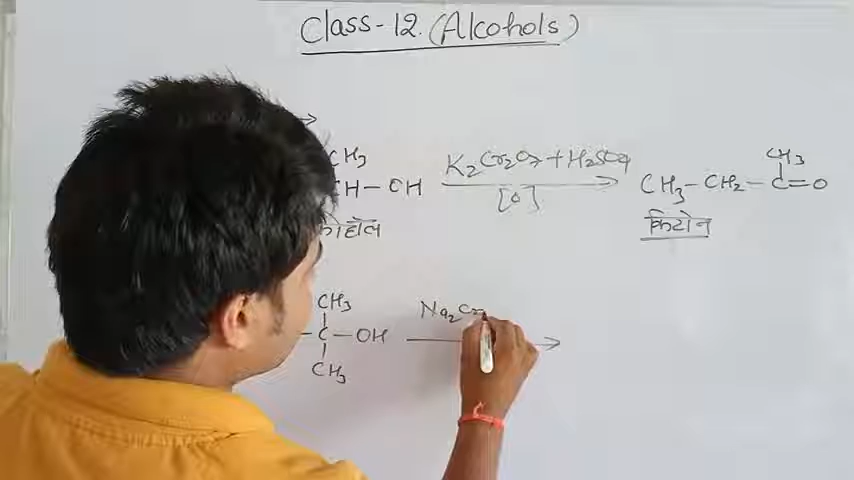 Class-12. (Alcohols)
CH3
CH-OH
K2Cr2O7+H2SO4
[O]
CH3
CH3-CH2-C=O
किटोन
CH3
C-OH
CH3
Na2Cr